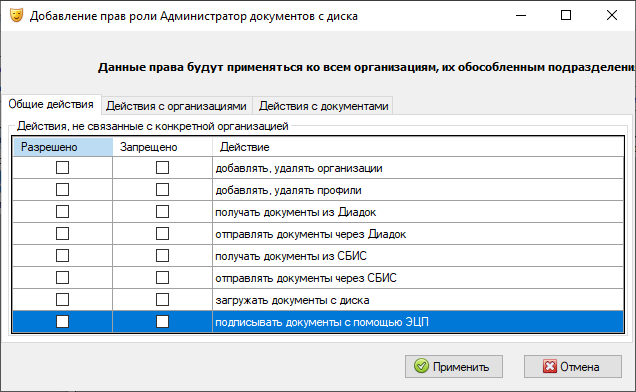 Добавление прав роли Администратор документов с диска
Данные права будут применяться ко всем организациям, их обособленным
Общие действия Действия с организациями Действия с документами
Действия, не связанные с конкретной организацией
Разрешено Запрещено Действие
добавлять, удалять организации
добавлять, удалять профили
получать документы из Диадок
отправлять документы через Диадок
получать документы из СБИС
отправлять документы через СБИС
загружать документы с диска
подписывать документы с помощью ЭЦП
Применить Отмена